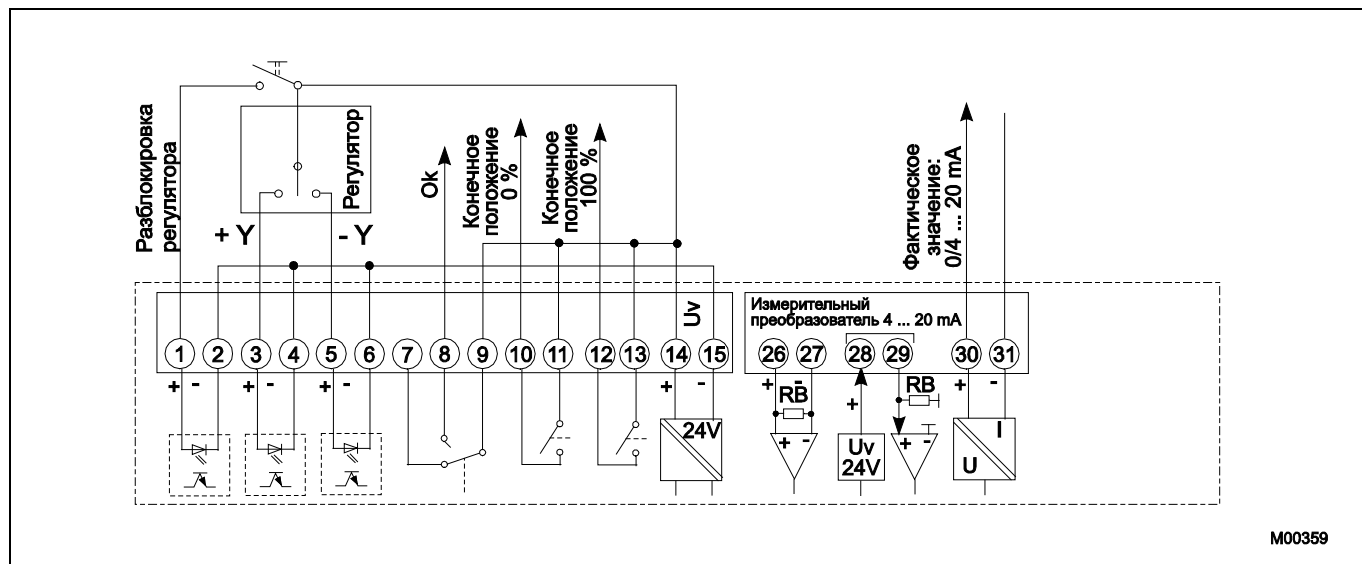 Разблокировка
регулятора
Регулятор
+ Y
- Y
Ok
Конечное
положение
0 %
Конечное
положение
100 %
Фактическое
значение:
0/4 ... 20 mA
Uv
Измерительный
преобразователь 4 ... 20 mA
1 2 3 4 5 6 7 8 9 10 11 12 13 14 15
26 27 28 29 30 31
+ - + - + - + -
+ - + -
RB
+
RB
24V
+ -
Uv
24V
+ -
I
U
M00359